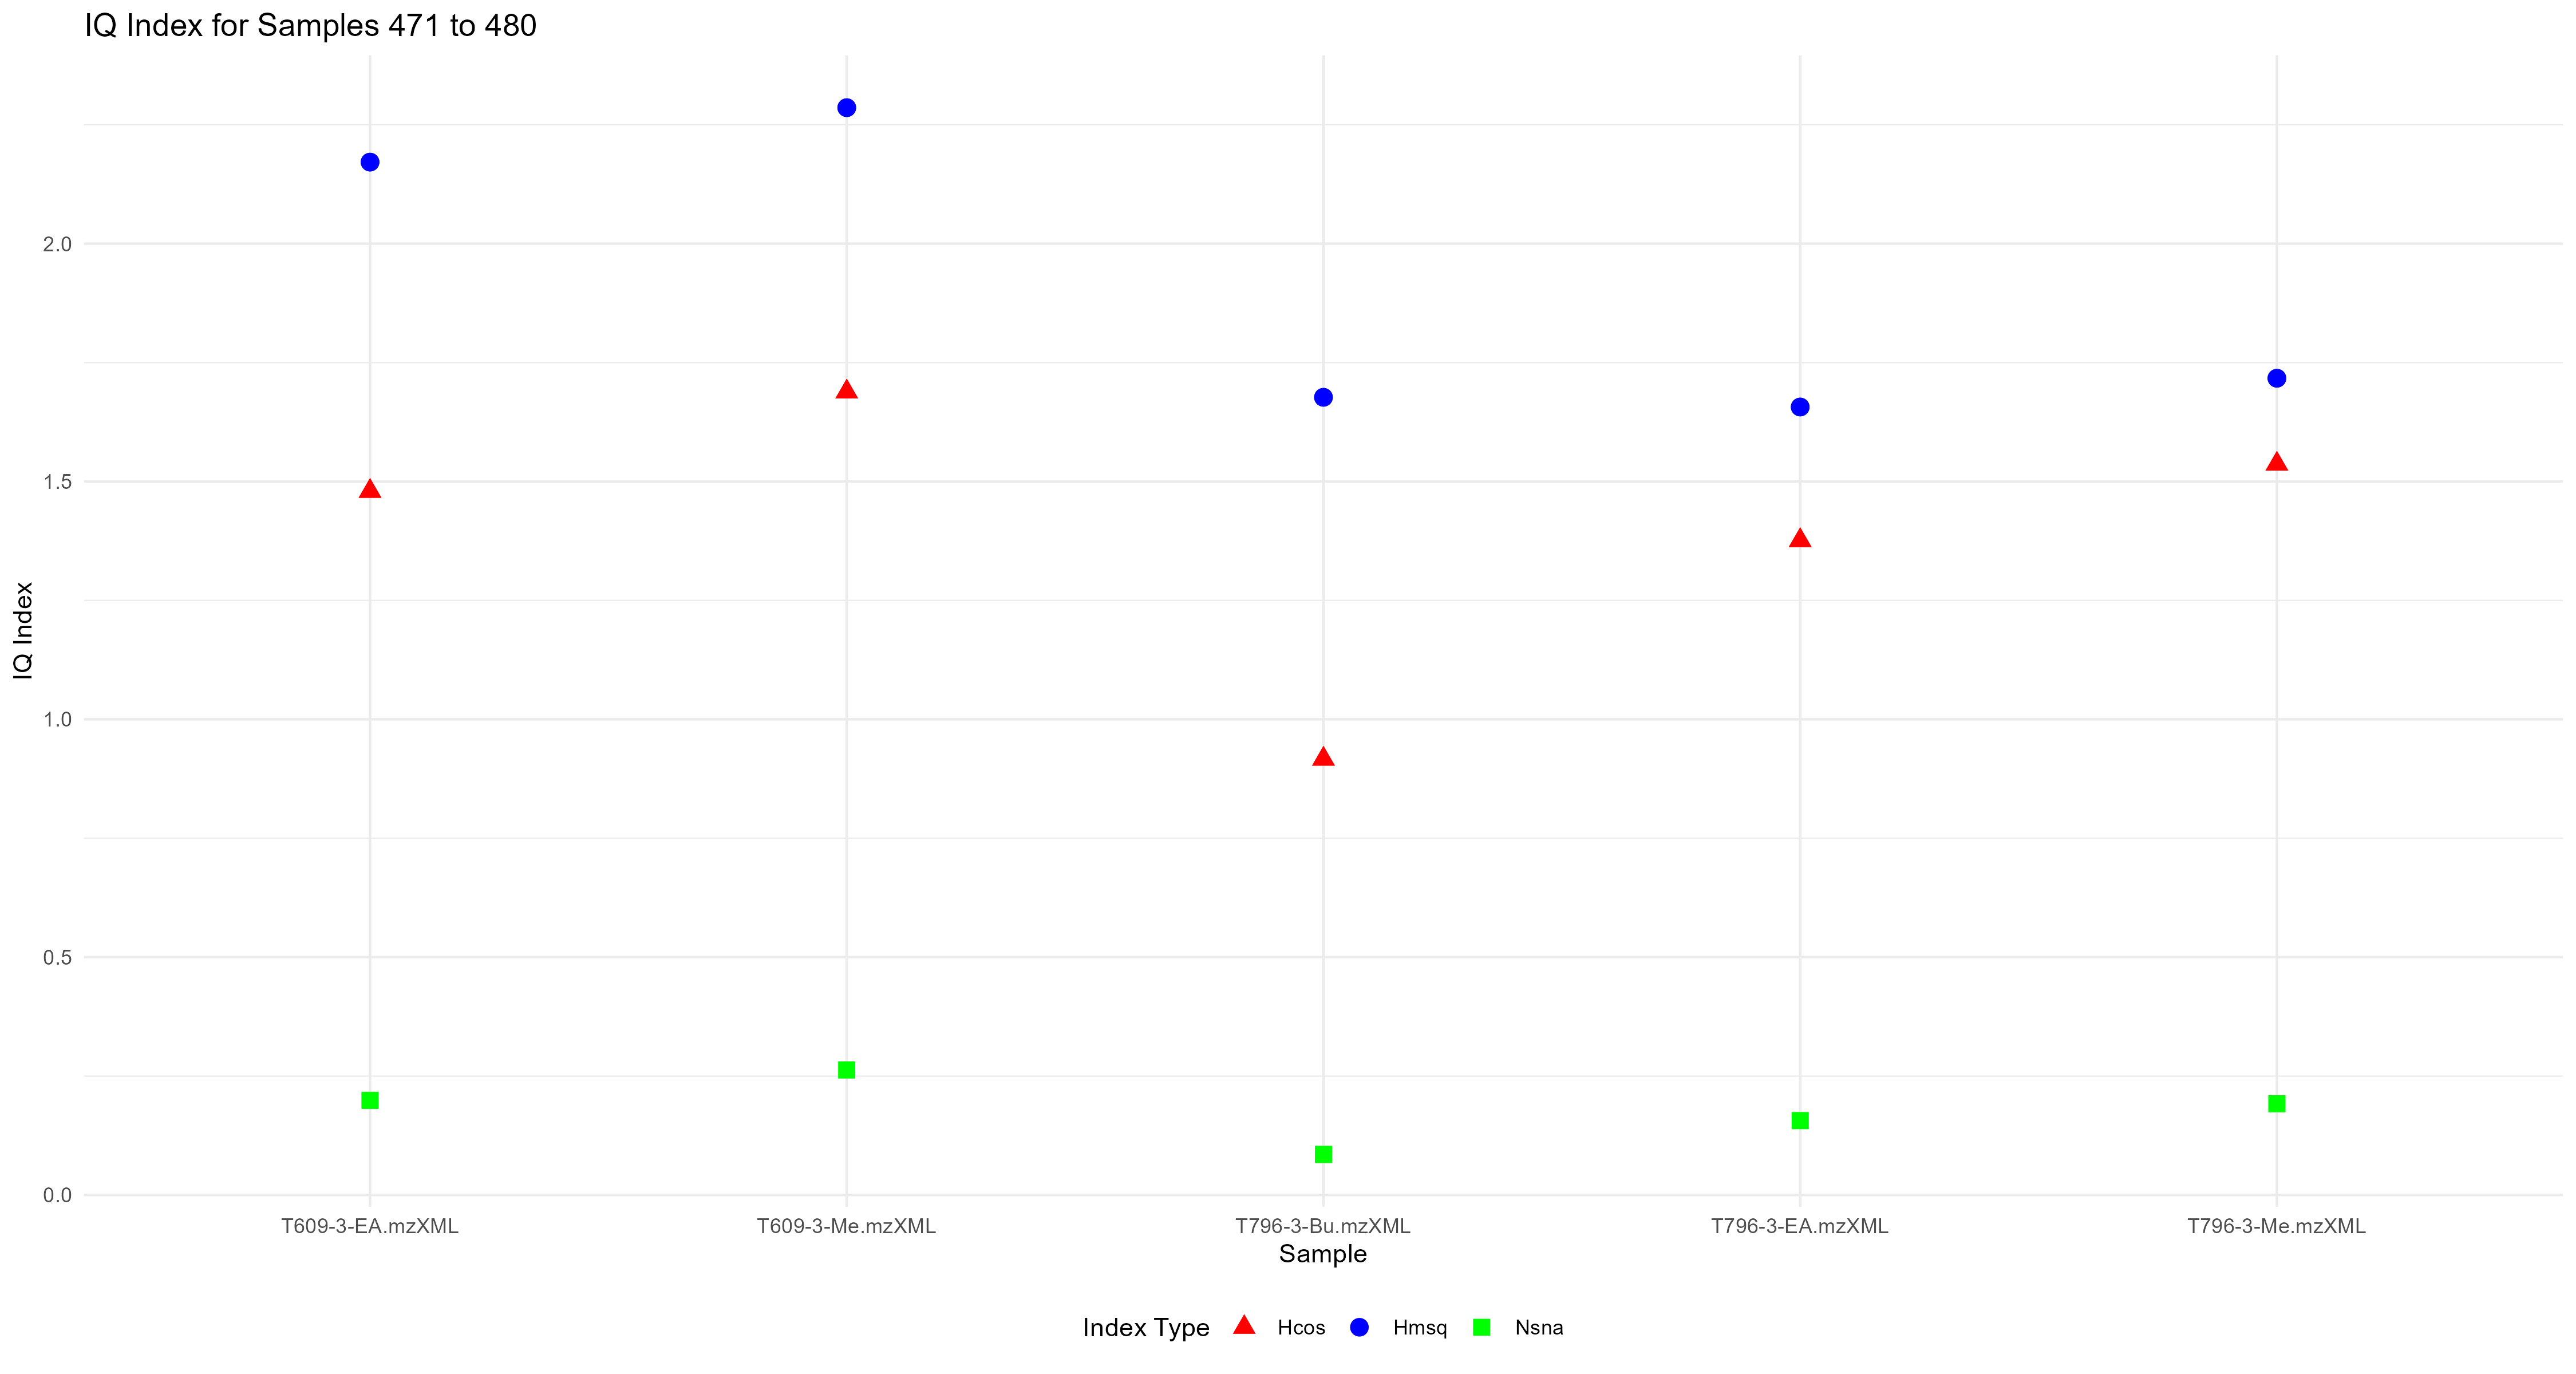 IQ Index for Samples 471 to 480
IQ Index
2.0
1.5
1.0
0.5
0.0
T609-3-EA.mzXML T609-3-Me.mzXML T796-3-Bu.mzXML T796-3-EA.mzXML T796-3-Me.mzXML
Sample
Index Type Hcos Hmsq Nsna